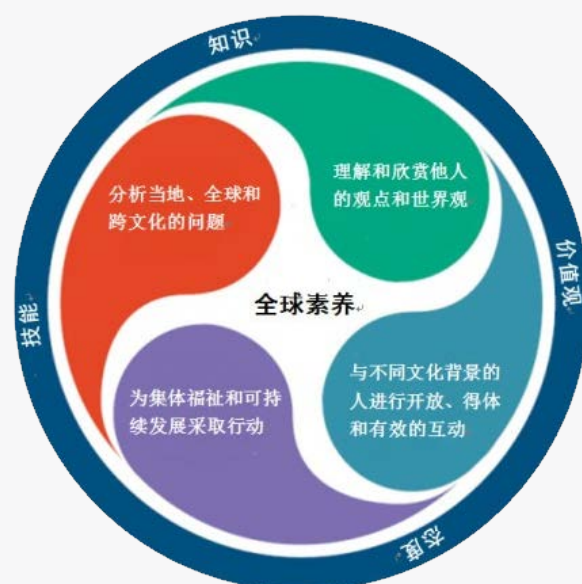 知识
分析当地、全球和
跨文化的问题
理解和欣赏他人
的观点和世界观
价值观
技能
全球素养
为集体福祉和可持
续发展采取行动
与不同文化背景的
人进行开放、得体
和有效的互动
态度